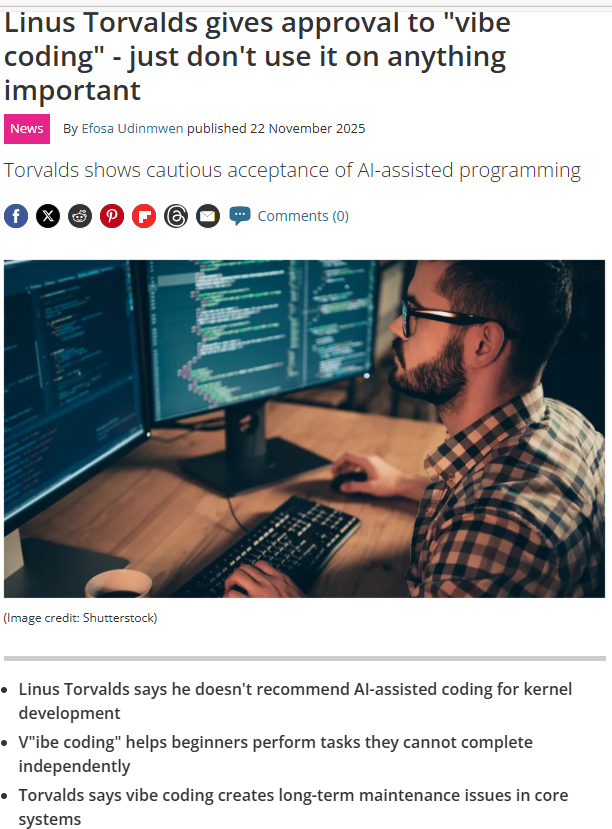 Linus Torvalds gives approval to "vibe
coding" - just don't use it on anything
important
News By Efosa Udinmwen published 22 November 2025
Torvalds shows cautious acceptance of AI-assisted programming
Comments (0)
(Image credit: Shutterstock)
Linus Torvalds says he doesn't recommend AI-assisted coding for kernel
development
V"ibe coding" helps beginners perform tasks they cannot complete
independently
Torvalds says vibe coding creates long-term maintenance issues in core
systems